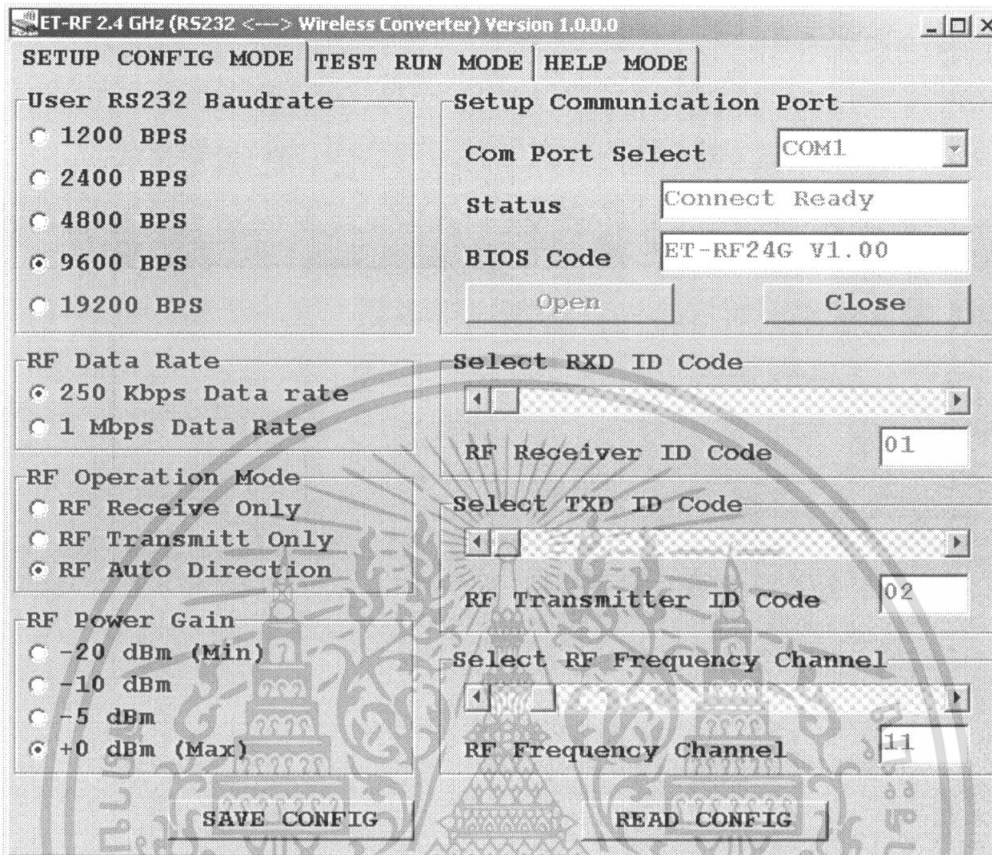 ET-RF 2.4 GHz (RS232 <---> Wireless Converter) Version 1.0.0.0
SETUP CONFIG MODE TEST RUN MODE HELP MODE
User RS232 Baudrate
1200 BPS
2400 BPS
4800 BPS
9600 BPS
19200 BPS
RF Data Rate
250 Kbps Data rate
1 Mbps Data Rate
RF Operation Mode
RF Receive Only
RF Transmitt Only
RF Auto Direction
RF Power Gain
-20 dBm (Min)
-10 dBm
-5 dBm
+0 dBm (Max)
SAVE CONFIG
Setup Communication Port
Com Port Select COM1
Status Connect Ready
BIOS Code ET-RF24G V1.00
Open Close
Select RXD ID Code
RF Receiver ID Code 01
Select TXD ID Code
RF Transmitter ID Code 02
Select RF Frequency Channel
RF Frequency Channel 11
READ CONFIG